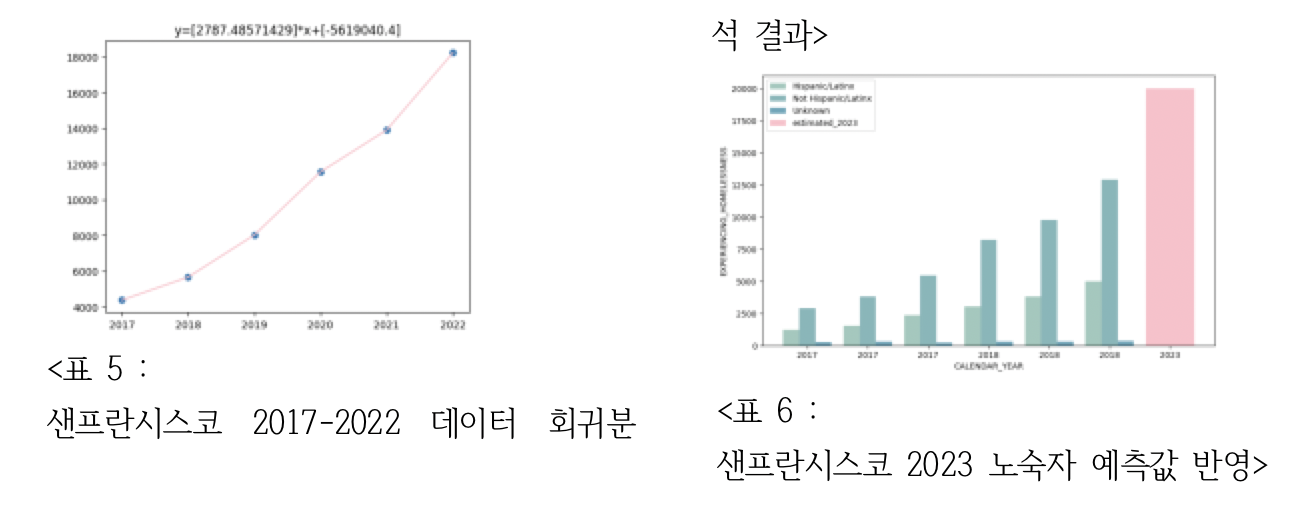 y=[2787.48571429]*x+[-5619040.4]
18000
16000
14000
12000
10000
8000
6000
4000
2017 2018 2019 2020 2021 2022
<표 5 :
샌프란시스코 2017-2022 데이터 회귀분
석 결과>
Hispanic/Latinx
Not Hispanic/Latinx
Unknown
estimated_2023
EXPERIENCING_HOMELESSNESS
20000
17500
15000
12500
10000
7500
5000
2500
0
2017 2017 2017 2018 2018 2018 2023
CALENDAR_YEAR
<표 6 :
샌프란시스코 2023 노숙자 예측값 반영>